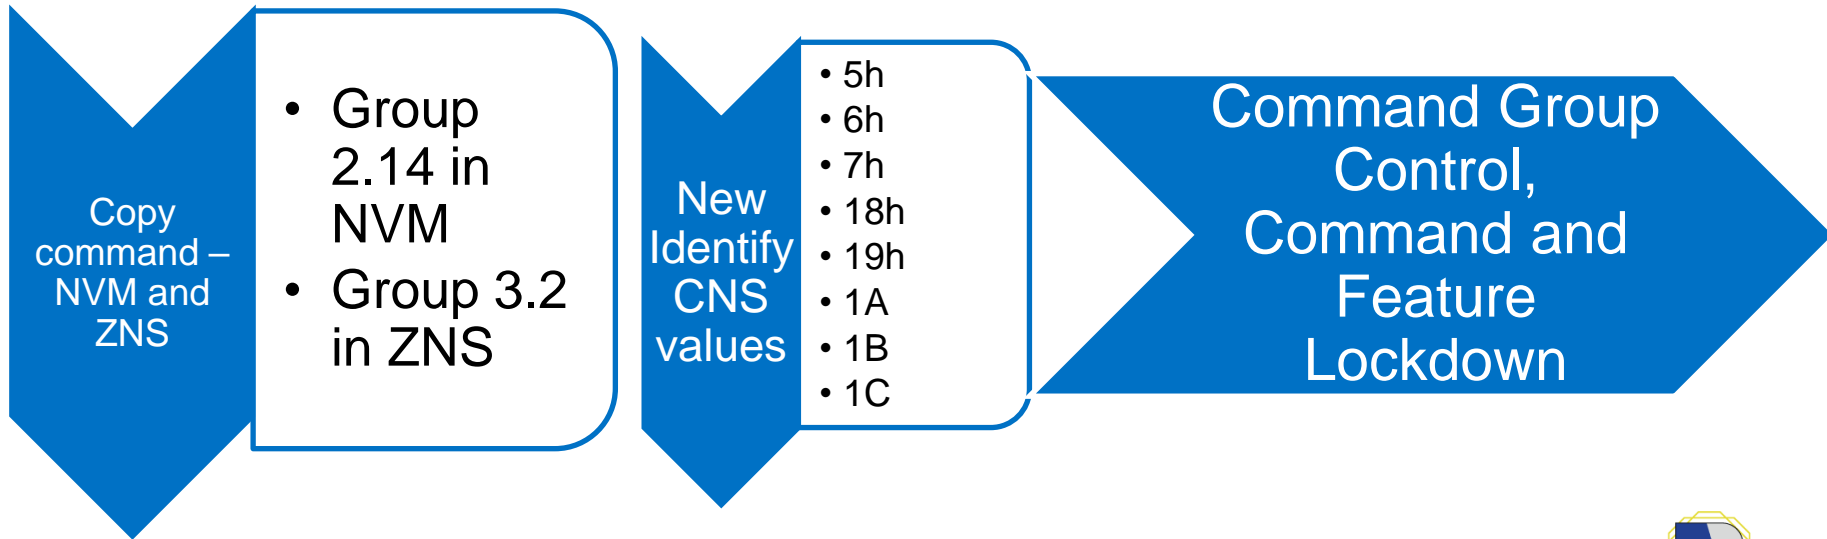 Copy
command –
NVM and
ZNS
• Group
2.14 in
NVM
• Group 3.2
in ZNS
New
Identify
CNS
values
• 5h
• 6h
• 7h
• 18h
• 19h
• 1A
• 1B
• 1C
Command Group
Control,
Command and
Feature
Lockdown